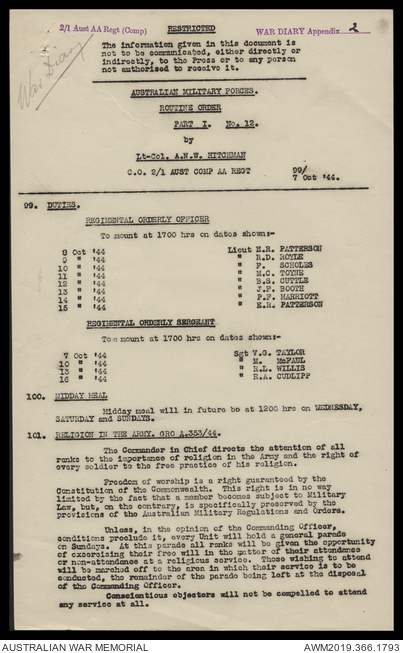 2/1 Aust AA Regt (Comp) RESTRICTED WAR DIARY Appendix 2
The information given in this document is
not to be communicated, either directly or
indirectly, to the Press or to any person
not authorised to receive it.
War Diary
AUSTRALIAN MILITARY FORCES.
ROUTINE ORDER
PART I. No. 12.
by
Lt-Col. A.N.W. HITCHMAN
C.O. 2/1 AUST COMP AA REGT 99/
7 Oct '44.
99. DUTIES.
REGIMENTAL ORDERLY OFFICER
To mount at 1700 hrs on dates shown:-
8 Oct '44 Lieut E.R. PATTERSON
9 " '44 " R.D. ROYLE
10 " '44 " P. SCHOLES
11 " '44 " M.C. TOYNE
12 " '44 " B.S. CUTTLE
13 " '44 " J.F. BOOTH
14 " '44 " P.F. MARRIOTT
15 " '44 " E.R. PATTERSON
REGIMENTAL ORDERLY SERGEANT
To mount at 1700 hrs on dates shown:-
7 Oct '44 Sgt V.G. TAYLOR
10 " '44 " M. McPAUL
13 " '44 " R.L. WILLIS
16 " '44 " R.A. CUDLIPP
100. MIDDAY MEAL
Midday meal will in future be at 1200 hrs on WEDNESDAY,
SATURDAY and SUNDAYS.
101. RELIGION IN THE ARMY. GRO A.353/44.
The Commander in Chief directs the attention of all
ranks to the importance of religion in the Army and the right of
every soldier to the free practice of his religion.
Freedom of worship is a right guaranteed by the
Constitution of the Commonwealth. This right is in no way
limited by the fact that a member becomes subject to Military
Law, but, on the contrary, is specifically preserved by the
provisions of the Australian Military Regulations and Orders.
Unless, in the opinion of the Commanding Officer,
conditions preclude it, every Unit will hold a general parade
on Sundays. At this parade all ranks will be given the opportunity
of excercising their free will in the matter of their attendance
or non-attendance at a religious service. Those wishing to attend
will be marched off to the area in which their service is to be
conducted, the remainder of the parade being left at the disposal
of the Commanding Officer.
Conscientious objectors will not be compelled to attend
any service at all.
AUSTRALIAN WAR MEMORIAL AWM2019.366.1793